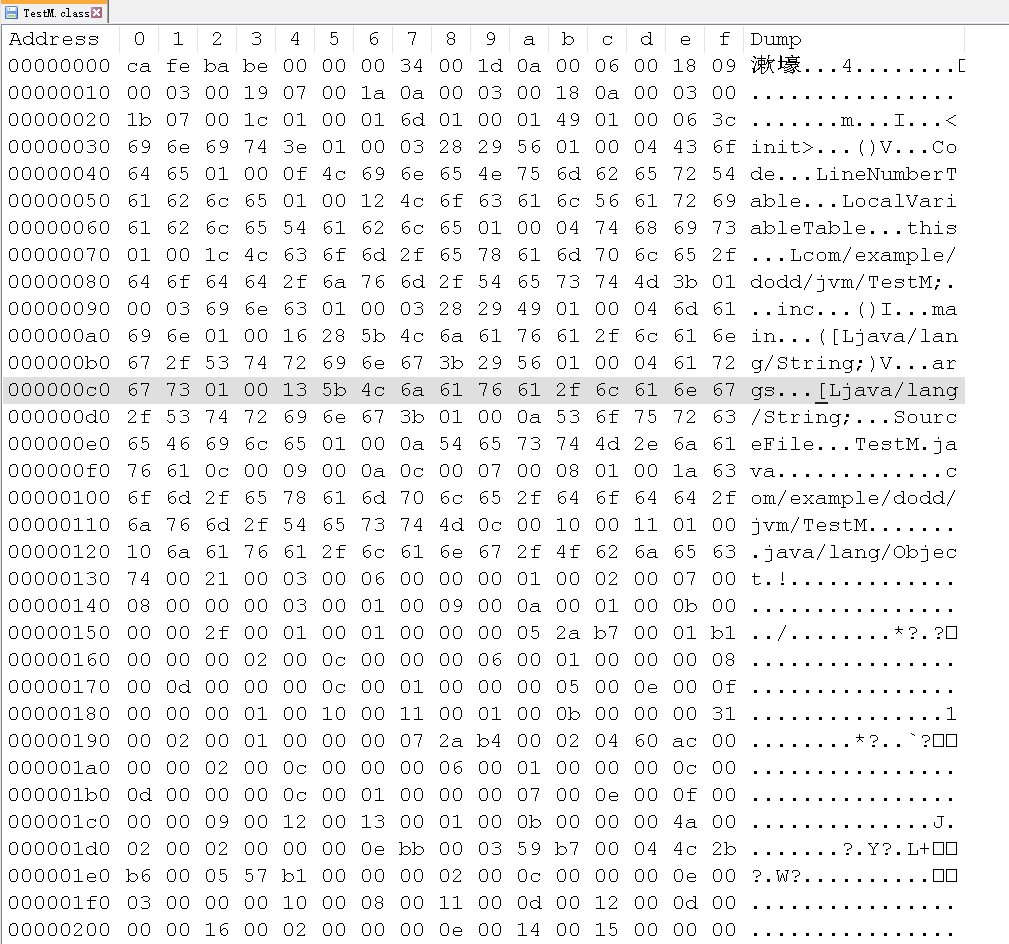 TestM.class
Address 0 1 2 3 4 5 6 7 8 9 a b c d e f Dump
00000000 ca fe ba be 00 00 00 34 00 1d 0a 00 06 00 18 09 漱壕...4........□
00000010 00 03 00 19 07 00 1a 0a 00 03 00 18 0a 00 03 00 ................
00000020 1b 07 00 1c 01 00 01 6d 01 00 01 49 01 00 06 3c .......m...I...<
00000030 69 6e 69 74 3e 01 00 03 28 29 56 01 00 04 43 6f init>...()V...Co
00000040 64 65 01 00 0f 4c 69 6e 65 4e 75 6d 62 65 72 54 de...LineNumberT
00000050 61 62 6c 65 01 00 12 4c 6f 63 61 6c 56 61 72 69 able...LocalVari
00000060 61 62 6c 65 54 61 62 6c 65 01 00 04 74 68 69 73 ableTable...this
00000070 01 00 1c 4c 63 6f 6d 2f 65 78 61 6d 70 6c 65 2f ...Lcom/example/
00000080 64 6f 64 64 2f 6a 76 6d 2f 54 65 73 74 4d 3b 01 dodd/jvm/TestM;.
00000090 00 03 69 6e 63 01 00 03 28 29 49 01 00 04 6d 61 ..inc...()I...ma
000000a0 69 6e 01 00 16 28 5b 4c 6a 61 76 61 2f 6c 61 6e in...([Ljava/lan
000000b0 67 2f 53 74 72 69 6e 67 3b 29 56 01 00 04 61 72 g/String;)V...ar
000000c0 67 73 01 00 13 5b 4c 6a 61 76 61 2f 6c 61 6e 67 gs...[Ljava/lang
000000d0 2f 53 74 72 69 6e 67 3b 01 00 0a 53 6f 75 72 63 /String;...Sourc
000000e0 65 46 69 6c 65 01 00 0a 54 65 73 74 4d 2e 6a 61 eFile...TestM.ja
000000f0 76 61 0c 00 09 00 0a 0c 00 07 00 08 01 00 1a 63 va.............c
00000100 6f 6d 2f 65 78 61 6d 70 6c 65 2f 64 6f 64 64 2f om/example/dodd/
00000110 6a 76 6d 2f 54 65 73 74 4d 0c 00 10 00 11 01 00 jvm/TestM.......
00000120 10 6a 61 76 61 2f 6c 61 6e 67 2f 4f 62 6a 65 63 .java/lang/Objec
00000130 74 00 21 00 03 00 06 00 00 00 01 00 02 00 07 00 t.!.............
00000140 08 00 00 00 03 00 01 00 09 00 0a 00 01 00 0b 00 ................
00000150 00 00 2f 00 01 00 01 00 00 00 05 2a b7 00 01 b1 ../........*?.?□
00000160 00 00 00 02 00 0c 00 00 00 06 00 01 00 00 00 08 ................
00000170 00 0d 00 00 00 0c 00 01 00 00 00 05 00 0e 00 0f ................
00000180 00 00 00 01 00 10 00 11 00 01 00 0b 00 00 00 31 ...............1
00000190 00 02 00 01 00 00 00 07 2a b4 00 02 04 60 ac 00 ........*?..`?□□
000001a0 00 00 02 00 0c 00 00 00 06 00 01 00 00 00 0c 00 ................
000001b0 0d 00 00 00 0c 00 01 00 00 00 07 00 0e 00 0f 00 ................
000001c0 00 00 09 00 12 00 13 00 01 00 0b 00 00 00 4a 00 ..............J.
000001d0 02 00 02 00 00 00 0e bb 00 03 59 b7 00 04 4c 2b .......?.Y?.L+□□
000001e0 b6 00 05 57 b1 00 00 00 02 00 0c 00 00 00 0e 00 ?.W?..........□□
000001f0 03 00 00 00 10 00 08 00 11 00 0d 00 12 00 0d 00 ................
00000200 00 00 16 00 02 00 00 00 0e 00 14 00 15 00 00 00 ................